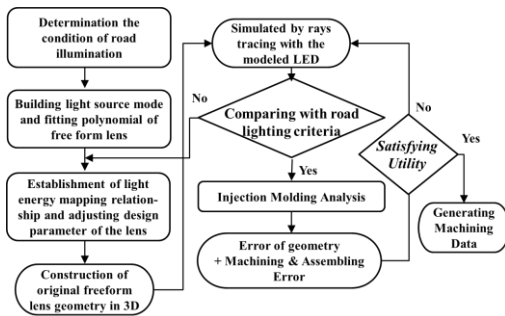 Determination the
condition of road
illumination
Building light source mode
and fitting polynomial of
free form lens
Establishment of light
energy mapping relation-
ship and adjusting design
parameter of the lens
Construction of
original freeform
lens geometry in 3D
Simulated by rays
tracing with the
modeled LED
No
Comparing with road
lighting criteria
Yes
Injection Molding Analysis
Error of geometry
+ Machining & Assembling
Error
No
Satisfying
Utility
Yes
Generating
Machining
Data